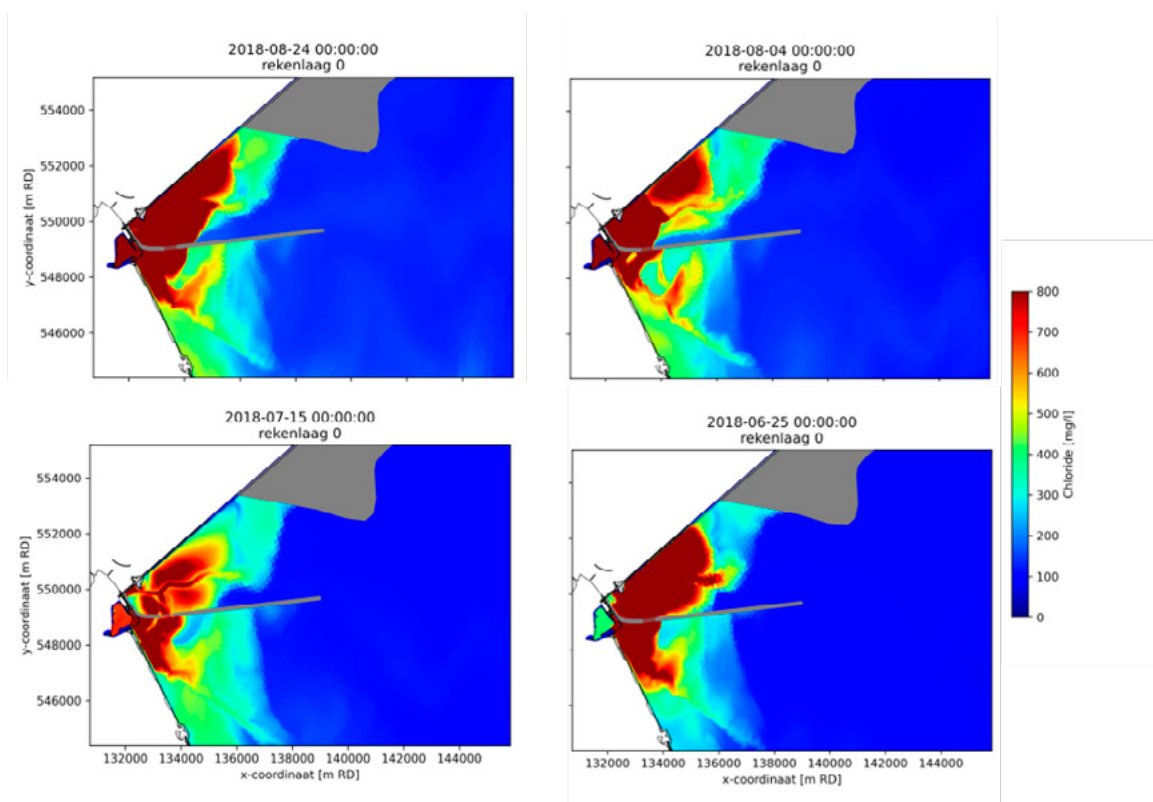 2018-08-24 00:00:00
rekenlaag 0
554000
552000
550000
548000
546000
y-coordinaat [m RD]
2018-08-04 00:00:00
rekenlaag 0
2018-07-15 00:00:00
rekenlaag 0
554000
552000
550000
548000
546000
y-coordinaat [m RD]
132000 134000 136000 138000 140000 142000 144000
x-coordinaat [m RD]
2018-06-25 00:00:00
rekenlaag 0
132000 134000 136000 138000 140000 142000 144000
x-coordinaat [m RD]
800
700
600
500
400
300
200
100
0
Chloride [mg/l]